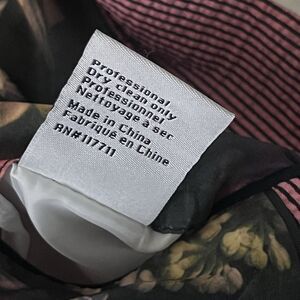 Professional
Dry clean only
Professionnel
Nettoyage a sec
Made in China
Fabriqué en Chine
RN#117711